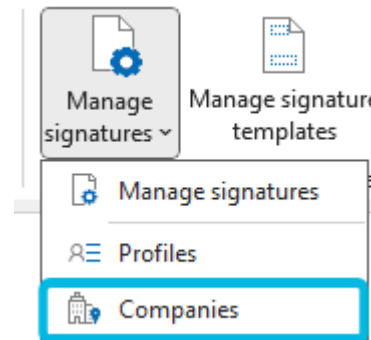 Manage
signatures
Manage signature
templates
Manage signatures
Profiles
Companies